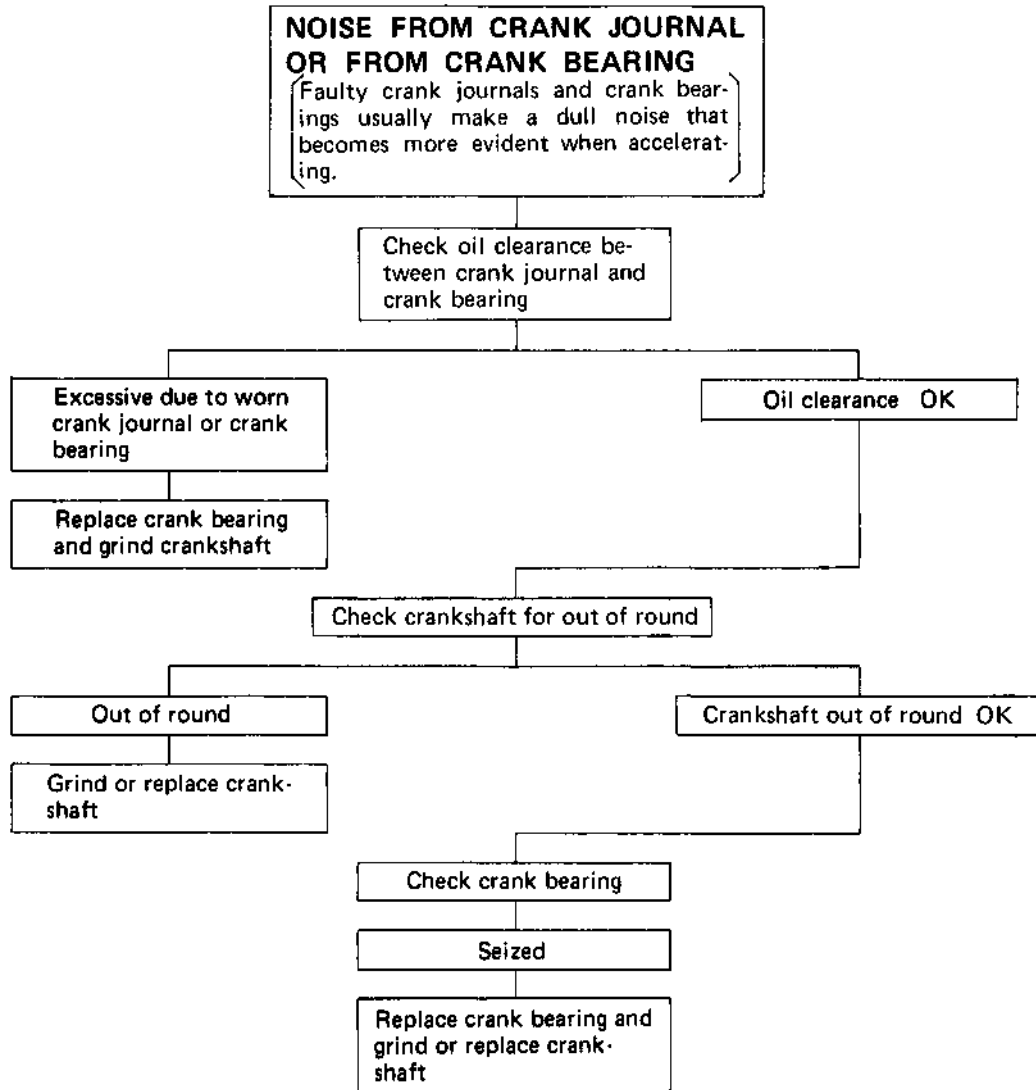 NOISE FROM CRANK JOURNAL
OR FROM CRANK BEARING
(Faulty crank journals and crank bear-
ings usually make a dull noise that
becomes more evident when accelerat-
ing.)
Check oil clearance be-
tween crank journal and
crank bearing
Excessive due to worn
crank journal or crank
bearing
Oil clearance OK
Replace crank bearing
and grind crankshaft
Check crankshaft for out of round
Out of round
Crankshaft out of round OK
Grind or replace crank-
shaft
Check crank bearing
Seized
Replace crank bearing and
grind or replace crank-
shaft